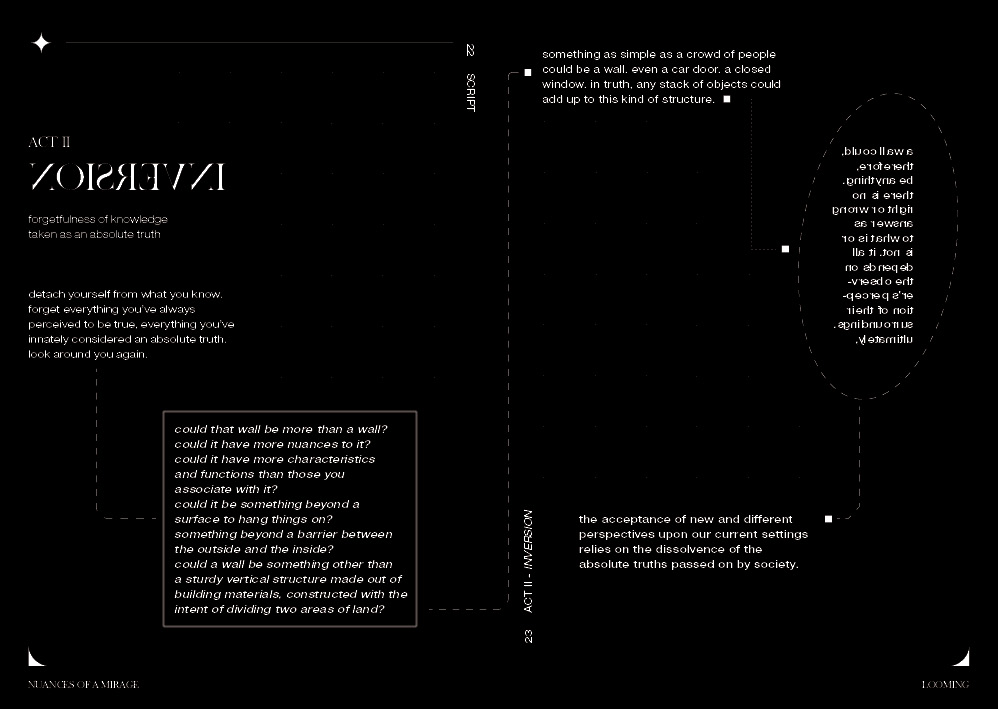 22 SCRIPT
ACT II
INVERSION
forgetfulness of knowledge
taken as an absolute truth
detach yourself from what you know.
forget everything you've always
perceived to be true, everything you've
innately considered an absolute truth.
look around you again.
could that wall be more than a wall?
could it have more nuances to it?
could it have more characteristics
and functions than those you
associate with it?
could it be something beyond a
surface to hang things on?
something beyond a barrier between
the outside and the inside?
could a wall be something other than
a sturdy vertical structure made out of
building materials, constructed with the
intent of dividing two areas of land?
NUANCES OF A MIRAGE
something as simple as a crowd of people
could be a wall. even a car door. a closed
window. in truth, any stack of objects could
add up to this kind of structure.
a wall could,
therefore,
be anything.
there is no
right or wrong
answer as
to what is or
is not. it all
depends on
the observ-
er's percep-
tion of their
surroundings.
ultimately,
the acceptance of new and different
perspectives upon our current settings
relies on the dissolvence of the
absolute truths passed on by society.
23 ACT II - INVERSION
LOOMING